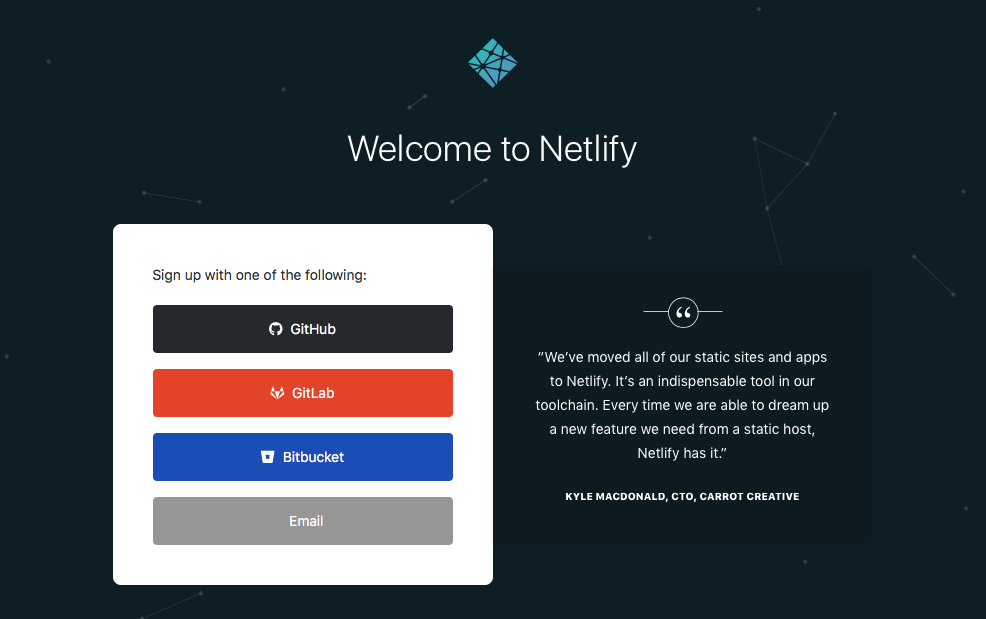 Welcome to Netlify
Sign up with one of the following:
GitHub
GitLab
Bitbucket
Email
“We’ve moved all of our static sites and apps
to Netlify. It’s an indispensable tool in our
toolchain. Every time we are able to dream up
a new feature we need from a static host,
Netlify has it.”
KYLE MACDONALD, CTO, CARROT CREATIVE